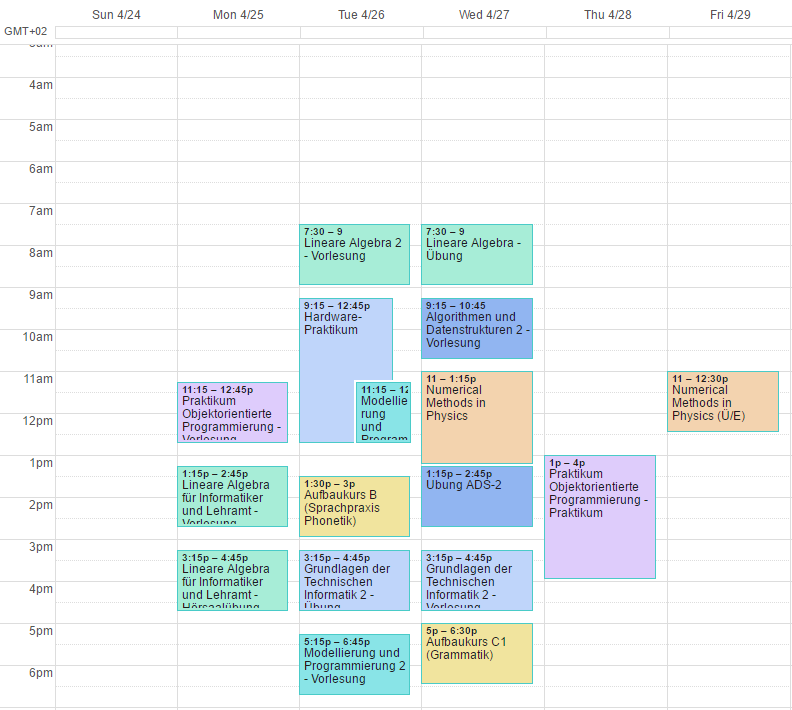 Sun 4/24
Mon 4/25
Tue 4/26
Wed 4/27
Thu 4/28
Fri 4/29
GMT+02
4am
5am
6am
7am
8am
9am
10am
11am
12pm
1pm
2pm
3pm
4pm
5pm
6pm
11:15 – 12:45p
Praktikum
Objektorientierte
Programmierung -
Vorlesung
1:15p – 2:45p
Lineare Algebra
für Informatiker
und Lehramt -
Vorlesung
3:15p – 4:45p
Lineare Algebra
für Informatiker
und Lehramt -
Hörsaalübung
7:30 – 9
Lineare Algebra 2
- Vorlesung
9:15 – 12:45p
Hardware-
Praktikum
11:15 – 12
Modellie
rung
und
Program
1:30p – 3p
Aufbaukurs B
(Sprachpraxis
Phonetik)
3:15p – 4:45p
Grundlagen der
Technischen
Informatik 2 -
Übung
5:15p – 6:45p
Modellierung und
Programmierung 2
- Vorlesung
7:30 – 9
Lineare Algebra -
Übung
9:15 – 10:45
Algorithmen und
Datenstrukturen 2 -
Vorlesung
11 – 1:15p
Numerical
Methods in
Physics
1:15p – 2:45p
Übung ADS-2
3:15p – 4:45p
Grundlagen der
Technischen
Informatik 2 -
Vorlesung
5p – 6:30p
Aufbaukurs C1
(Grammatik)
1p – 4p
Praktikum
Objektorientierte
Programmierung -
Praktikum
11 – 12:30p
Numerical
Methods in
Physics (Ü/E)